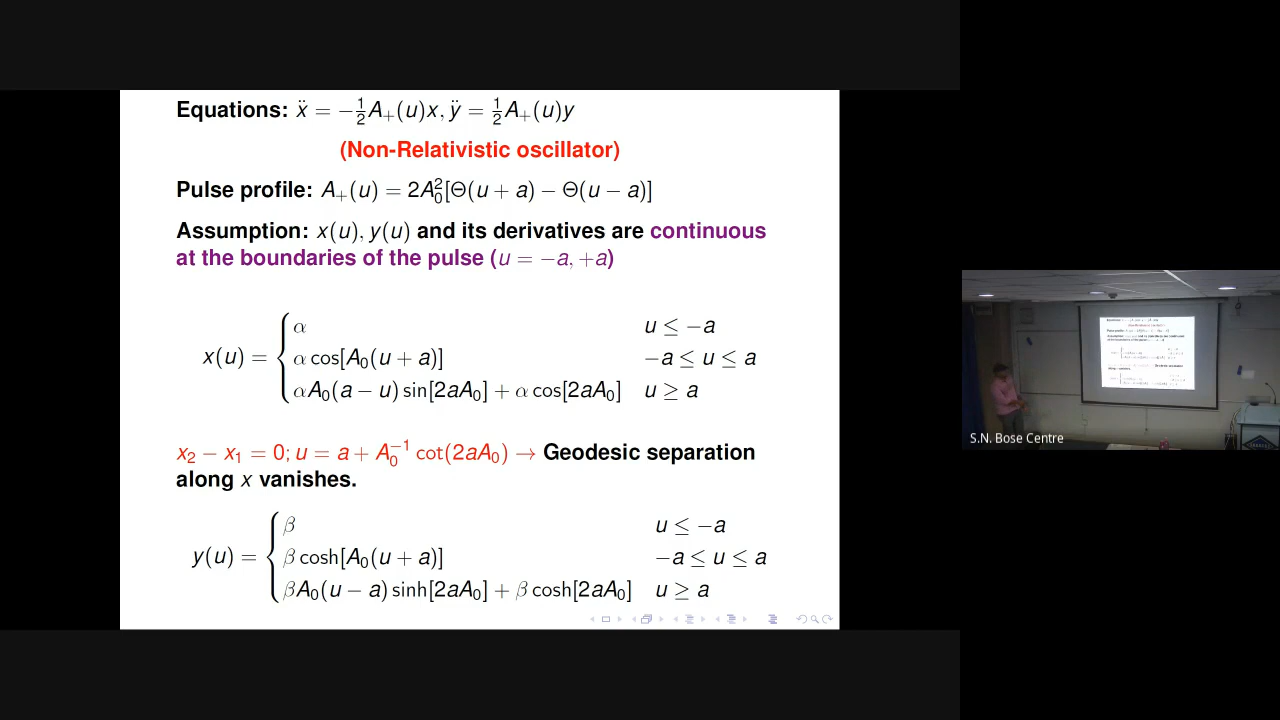 Equations: ẍ = −½A₊(u)x, ÿ = ½A₊(u)y
(Non-Relativistic oscillator)
Pulse profile: A₊(u) = 2A₀²[Θ(u + a) − Θ(u − a)]
Assumption: x(u), y(u) and its derivatives are continuous
at the boundaries of the pulse (u = −a, +a)
α u ≤ −a
x(u) = { α cos[A₀(u + a)] −a ≤ u ≤ a
αA₀(a − u) sin[2aA₀] + α cos[2aA₀] u ≥ a
x₂ − x₁ = 0; u = a + A₀⁻¹ cot(2aA₀) → Geodesic separation
along x vanishes.
β u ≤ −a
y(u) = { β cosh[A₀(u + a)] −a ≤ u ≤ a
βA₀(u − a) sinh[2aA₀] + β cosh[2aA₀] u ≥ a
S.N. Bose Centre